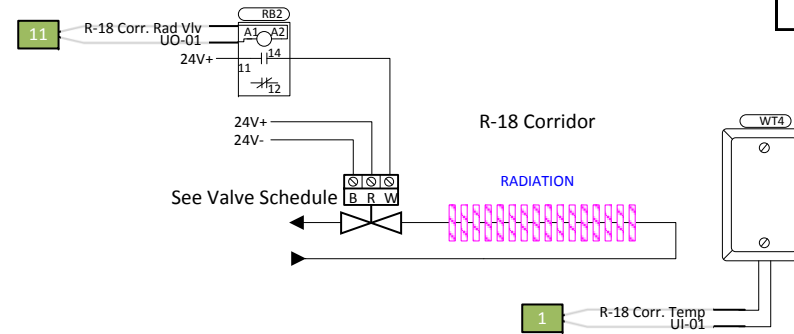 RB2
11
R-18 Corr. Rad Vlv
UO-01
A1 A2
24V+
14
11
12
24V+
24V-
R-18 Corridor
WT4
RADIATION
See Valve Schedule
B R W
1
R-18 Corr. Temp
UI-01